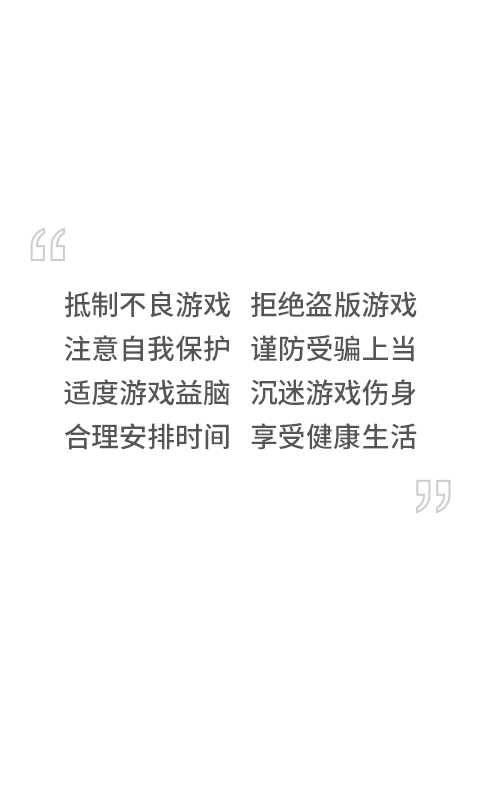 “
抵制不良游戏 拒绝盗版游戏
注意自我保护 谨防受骗上当
适度游戏益脑 沉迷游戏伤身
合理安排时间 享受健康生活
”